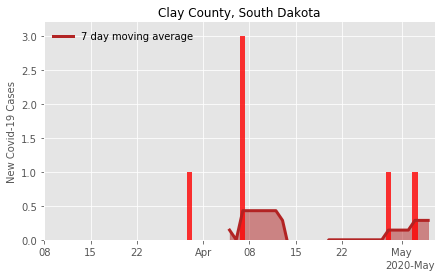 Clay County, South Dakota
7 day moving average
New Covid-19 Cases
3.0
2.5
2.0
1.5
1.0
0.5
0.0
08 15 22 Apr 08 15 22 May
2020-May